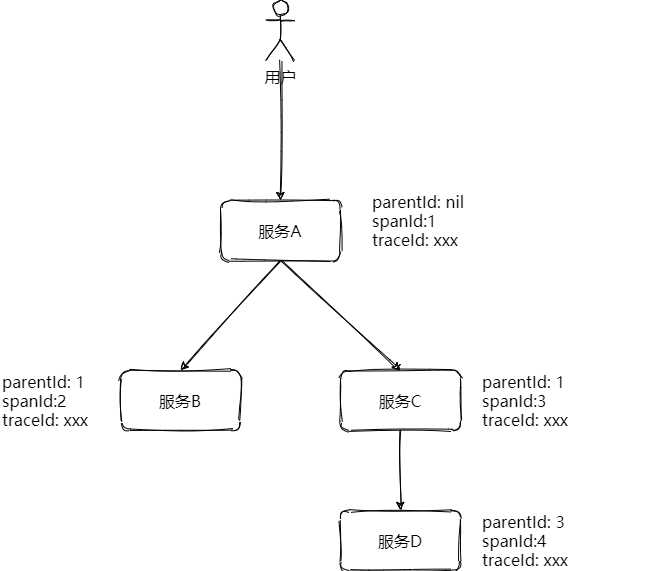 用户
服务A
parentId: nil
spanId:1
traceId: xxx
parentId: 1
spanId:2
traceId: xxx
服务B
服务C
parentId: 1
spanId:3
traceId: xxx
服务D
parentId: 3
spanId:4
traceId: xxx